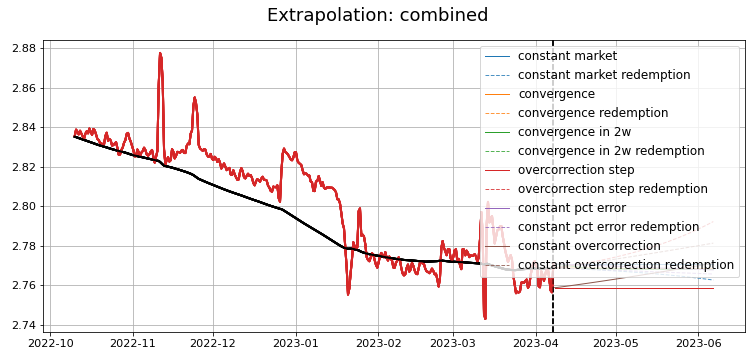 Extrapolation: combined
2.88
2.86
2.84
2.82
2.80
2.78
2.76
2.74
constant market
constant market redemption
convergence
convergence redemption
convergence in 2w
convergence in 2w redemption
overcorrection step
overcorrection step redemption
constant pct error
constant pct error redemption
constant overcorrection
constant overcorrection redemption
2022-10 2022-11 2022-12 2023-01 2023-02 2023-03 2023-04 2023-05 2023-06